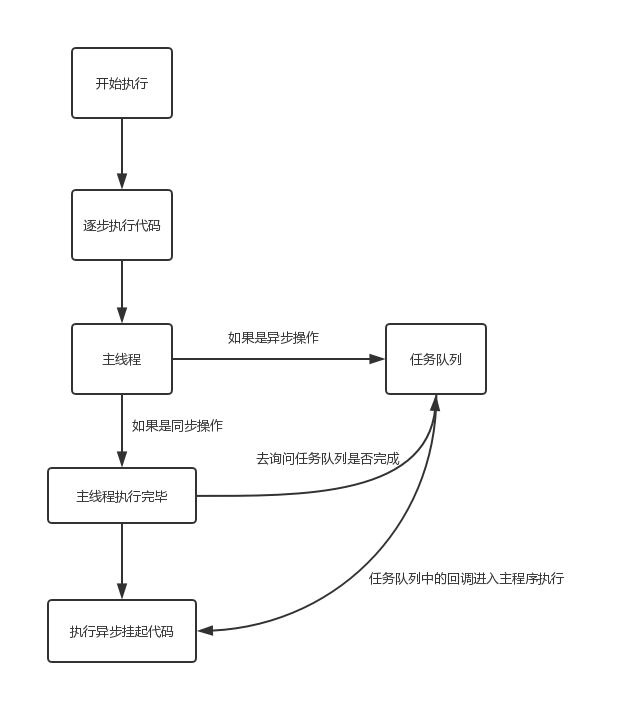 开始执行
逐步执行代码
主线程
如果是异步操作
任务队列
如果是同步操作
去询问任务队列是否完成
主线程执行完毕
任务队列中的回调进入主程序执行
执行异步挂起代码